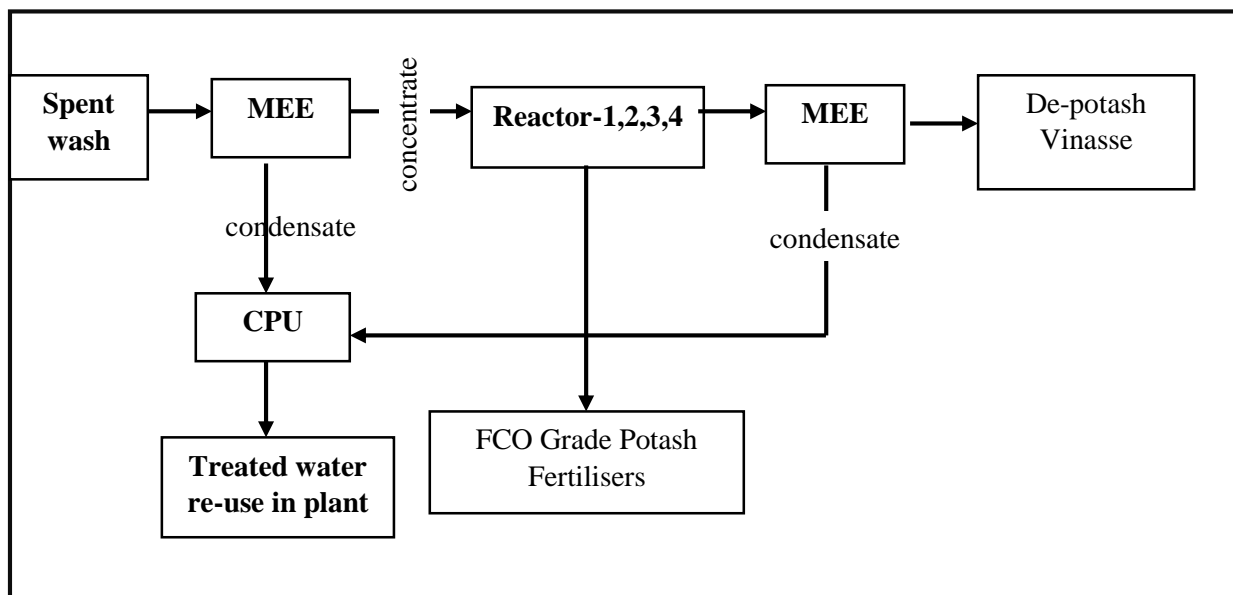 Spent
wash
MEE
concentrate
Reactor-1,2,3,4
MEE
De-potash
Vinasse
condensate
condensate
CPU
FCO Grade Potash
Fertilisers
Treated water
re-use in plant